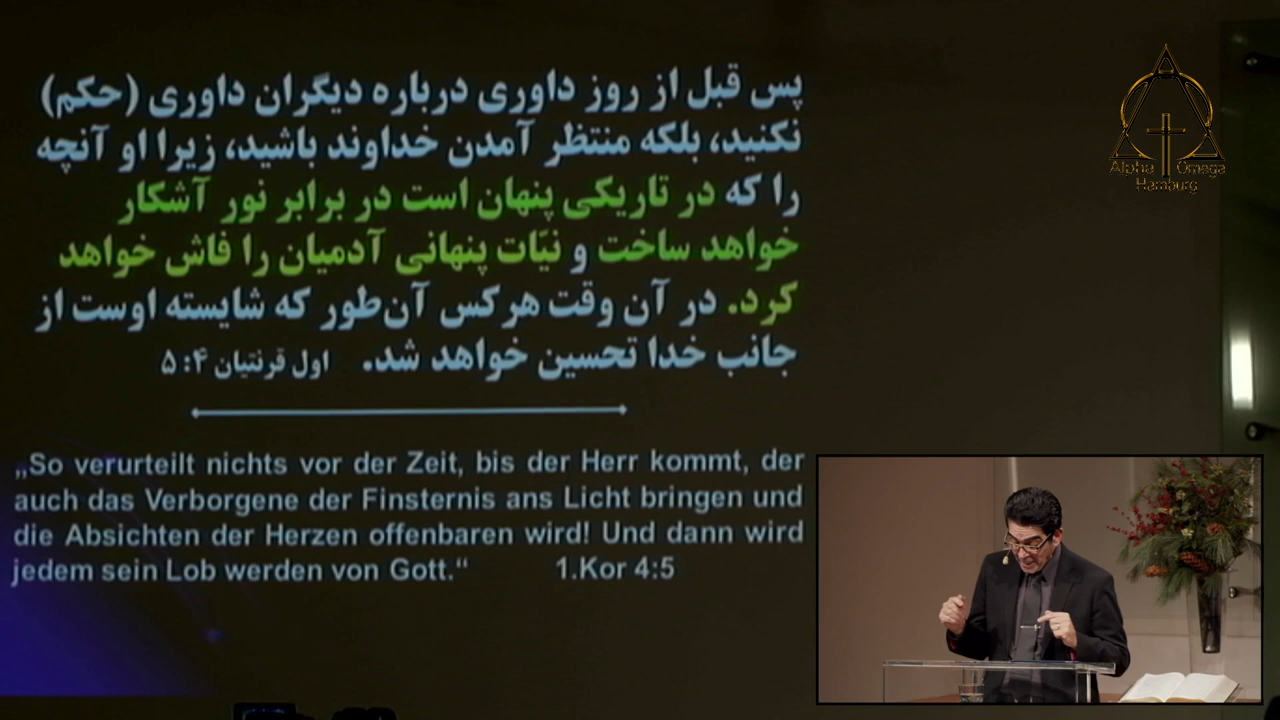 پس قبل از روز داوری درباره دیگران داوری (حکم)
نکنید، بلکه منتظر آمدن خداوند باشید، زیرا او آنچه
را که در تاریکی پنهان است در برابر نور آشکار
خواهد ساخت و نیّات پنهانی آدمیان را فاش خواهد
کرد. در آن وقت هرکس آن‌طور که شایسته اوست از
جانب خدا تحسین خواهد شد. اول قرنتیان ۴: ۵
„So verurteilt nichts vor der Zeit, bis der Herr kommt, der
auch das Verborgene der Finsternis ans Licht bringen und
die Absichten der Herzen offenbaren wird! Und dann wird
jedem sein Lob werden von Gott.“ 1.Kor 4:5
Alpha Omega
Hamburg